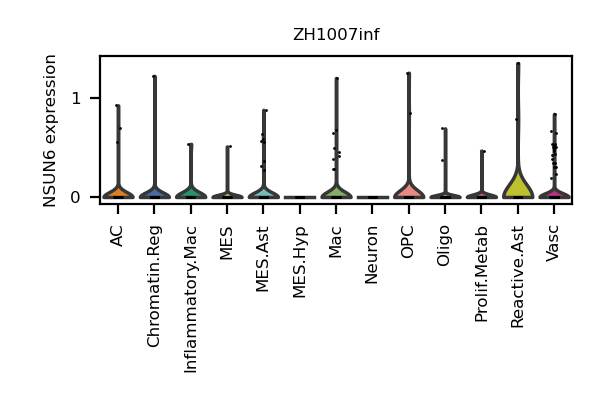 ZH1007inf
NSUN6 expression
1
0
AC
Chromatin.Reg
Inflammatory.Mac
MES
MES.Ast
MES.Hyp
Mac
Neuron
OPC
Oligo
Prolif.Metab
Reactive.Ast
Vasc